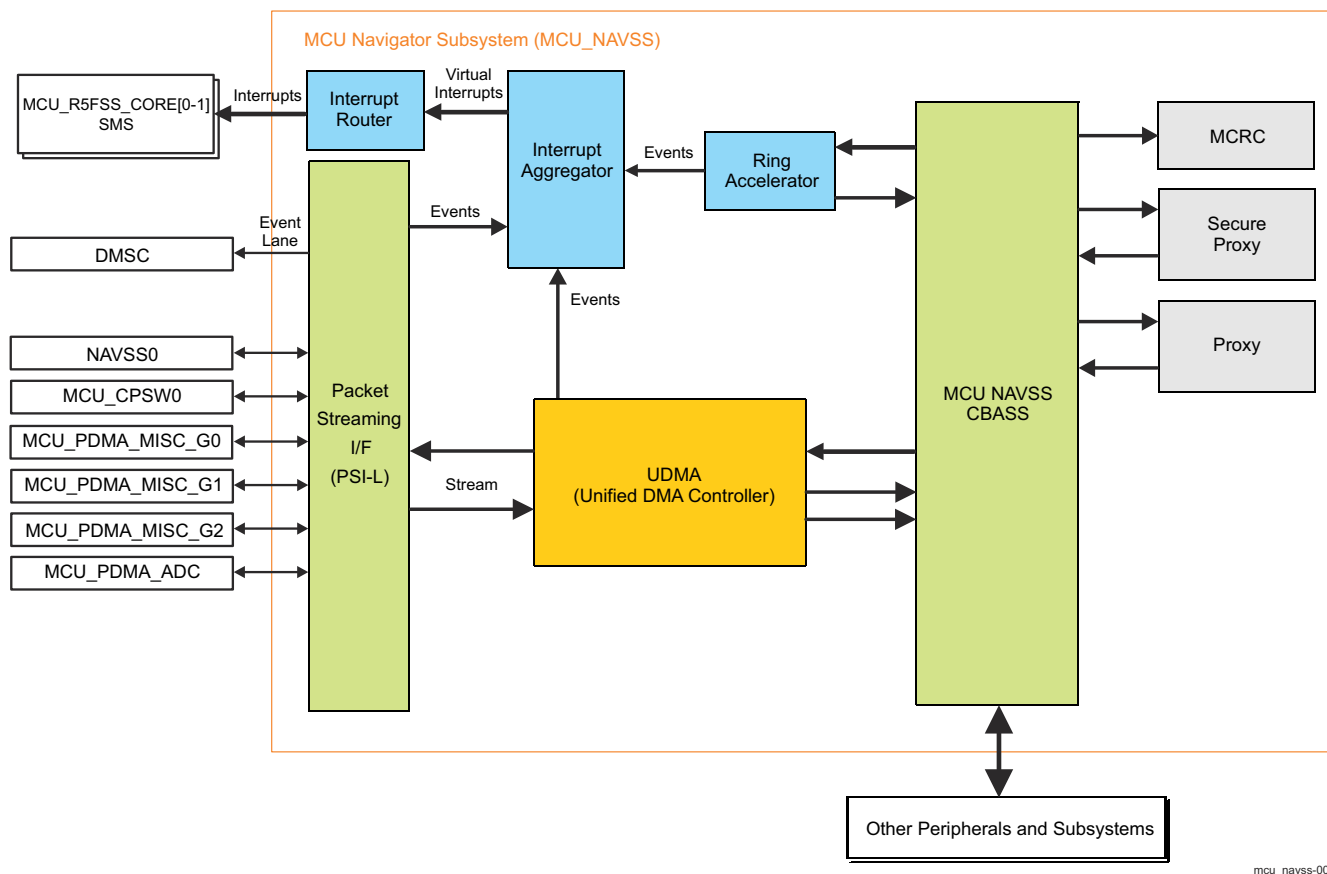 MCU Navigator Subsystem (MCU_NAVSS)
MCU_R5FSS_CORE[0-1]
SMS
Interrupts
Interrupt
Router
Virtual
Interrupts
Interrupt
Aggregator
Events
Ring
Accelerator
MCRC
Secure
Proxy
Proxy
Event
Lane
DMSC
Events
Events
NAVSS0
MCU_CPSW0
MCU_PDMA_MISC_G0
MCU_PDMA_MISC_G1
MCU_PDMA_MISC_G2
MCU_PDMA_ADC
Packet
Streaming
I/F
(PSI-L)
Stream
UDMA
(Unified DMA Controller)
MCU NAVSS
CBASS
Other Peripherals and Subsystems
mcu_navss-00